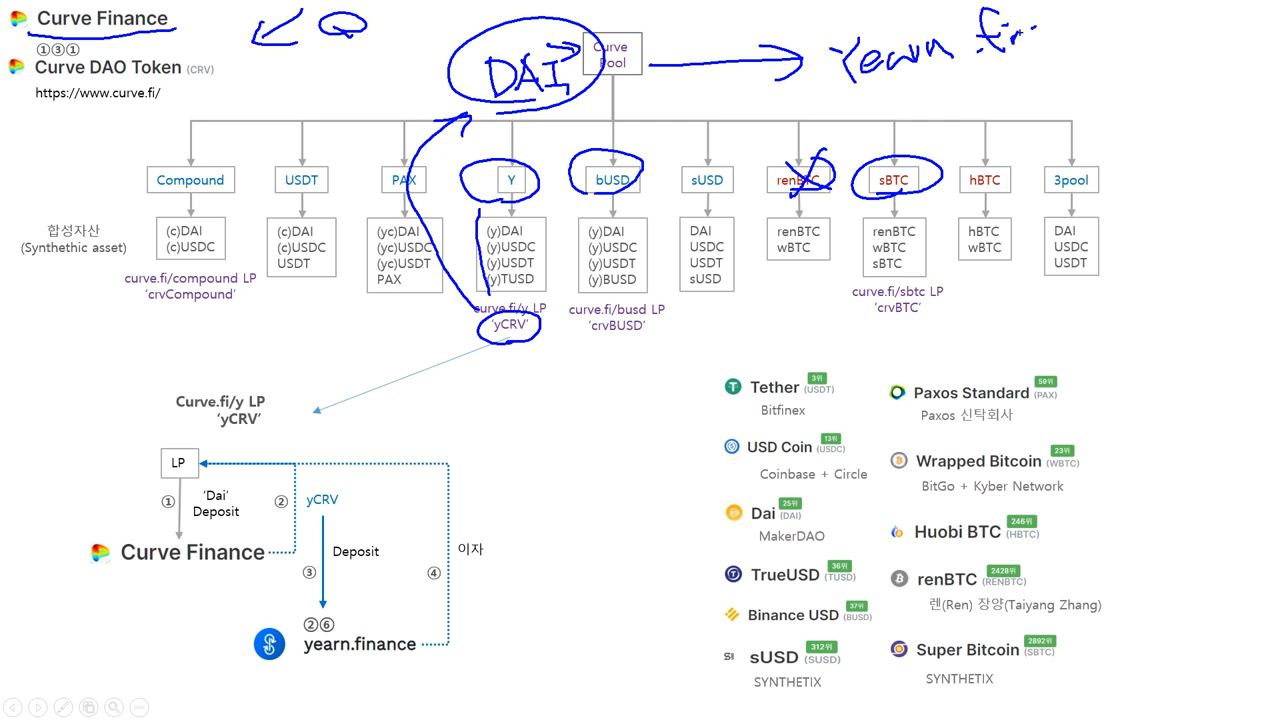 Curve Finance
①③①
Curve DAO Token (CRV)
https://www.curve.fi/
DAI
Curve
Pool
Yearn fin
Compound
USDT
PAX
Y
bUSD
sUSD
renBTC
sBTC
hBTC
3pool
합성자산
(Synthethic asset)
(c)DAI
(c)USDC
(c)DAI
(c)USDC
USDT
(yc)DAI
(yc)USDC
(yc)USDT
PAX
(y)DAI
(y)USDC
(y)USDT
(y)TUSD
(y)DAI
(y)USDC
(y)USDT
(y)BUSD
DAI
USDC
USDT
sUSD
renBTC
wBTC
renBTC
wBTC
sBTC
hBTC
wBTC
DAI
USDC
USDT
curve.fi/compound LP
‘crvCompound’
curve.fi/y LP
‘yCRV’
curve.fi/busd LP
‘crvBUSD’
curve.fi/sbtc LP
‘crvBTC’
Curve.fi/y LP
‘yCRV’
LP
①
‘Dai’
Deposit
②
yCRV
Curve Finance
③
Deposit
④
이자
②⑥
yearn.finance
Tether (USDT) 3위
Bitfinex
USD Coin (USDC) 13위
Coinbase + Circle
Dai (DAI) 25위
MakerDAO
TrueUSD (TUSD) 36위
Binance USD (BUSD) 37위
sUSD (SUSD) 312위
SYNTHETIX
Paxos Standard (PAX) 59위
Paxos 신탁회사
Wrapped Bitcoin (WBTC) 23위
BitGo + Kyber Network
Huobi BTC (HBTC) 246위
renBTC (RENBTC) 2428위
렌(Ren) 장양(Taiyang Zhang)
Super Bitcoin (SBTC) 2892위
SYNTHETIX